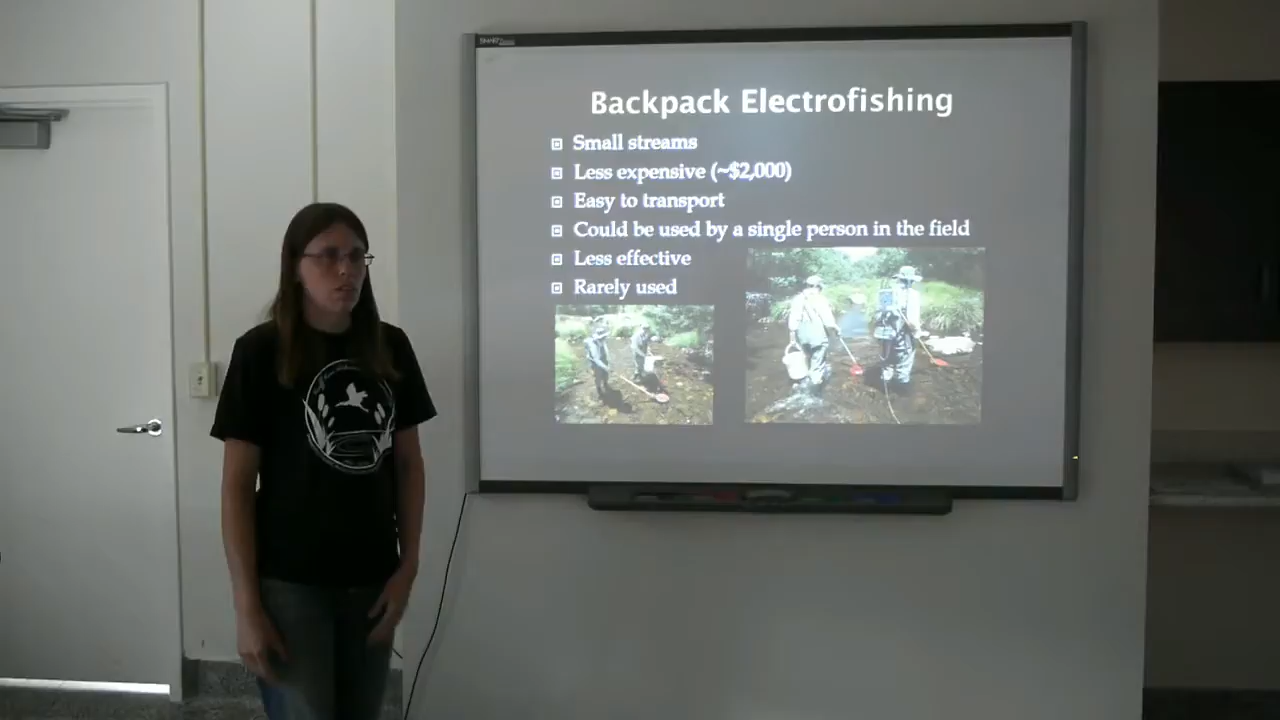 Backpack Electrofishing
Small streams
Less expensive (~$2,000)
Easy to transport
Could be used by a single person in the field
Less effective
Rarely used